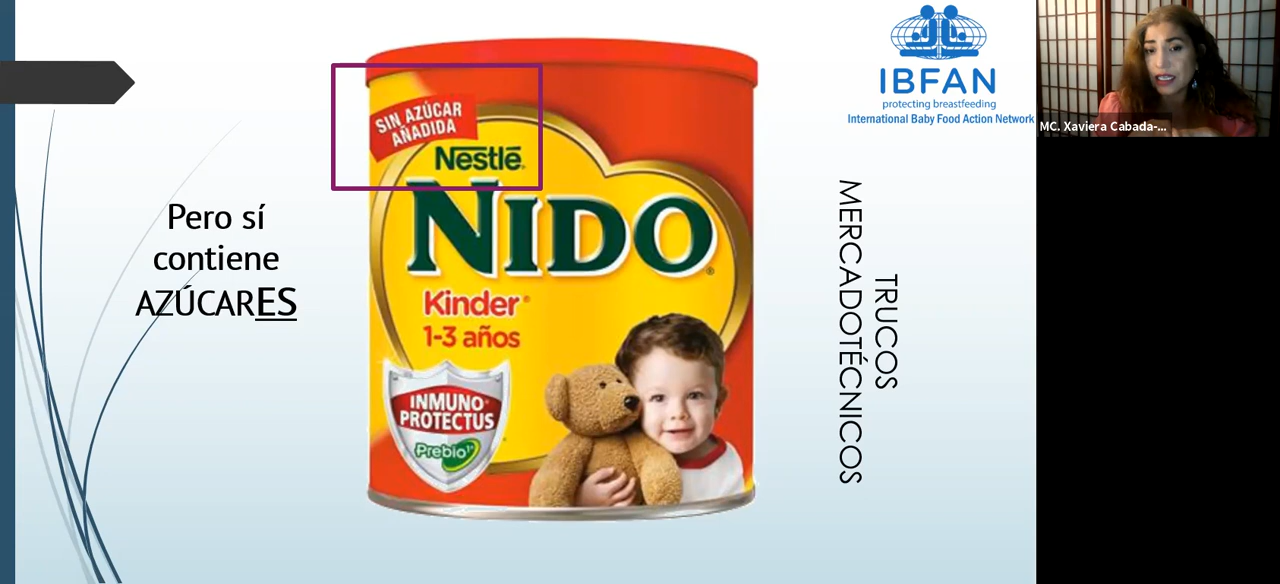 Pero sí
contiene
AZÚCARES
SIN AZÚCAR
AÑADIDA
Nestlé®
NIDO®
Kinder®
1-3 años
INMUNO®
PROTECTUS
Prebio1®
TRUCOS
MERCADOTÉCNICOS
IBFAN
protecting breastfeeding
International Baby Food Action Network
MC. Xaviera Cabada-...